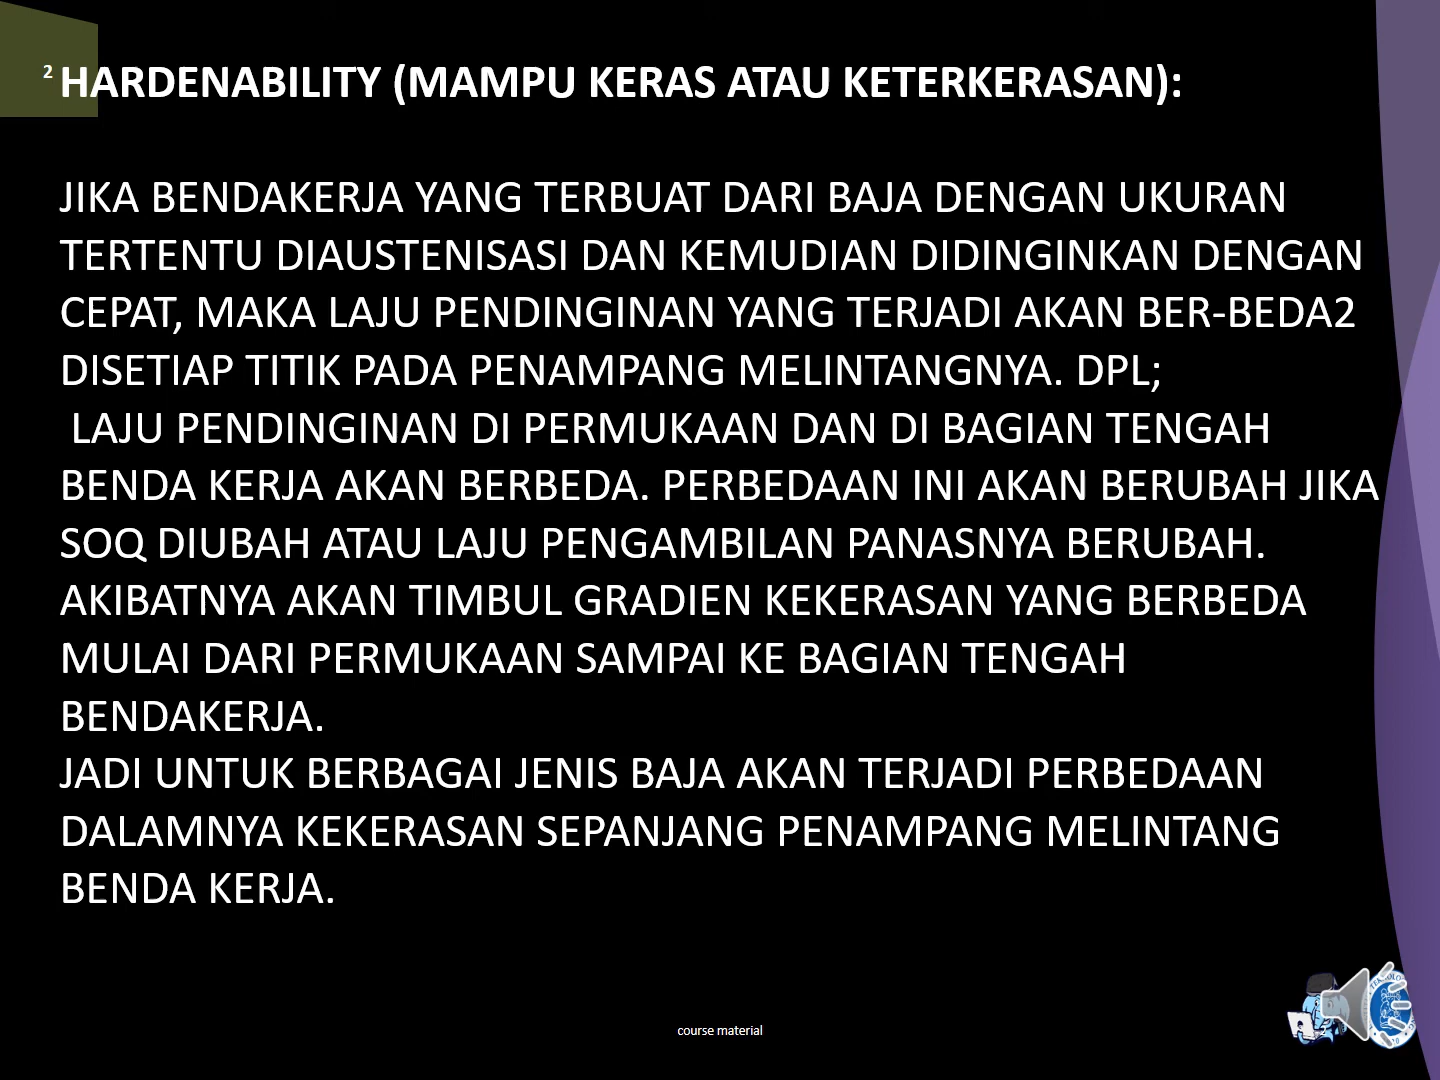 2
HARDENABILITY (MAMPU KERAS ATAU KETERKERASAN):
JIKA BENDAKERJA YANG TERBUAT DARI BAJA DENGAN UKURAN
TERTENTU DIAUSTENISASI DAN KEMUDIAN DIDINGINKAN DENGAN
CEPAT, MAKA LAJU PENDINGINAN YANG TERJADI AKAN BER-BEDA2
DISETIAP TITIK PADA PENAMPANG MELINTANGNYA. DPL;
LAJU PENDINGINAN DI PERMUKAAN DAN DI BAGIAN TENGAH
BENDA KERJA AKAN BERBEDA. PERBEDAAN INI AKAN BERUBAH JIKA
SOQ DIUBAH ATAU LAJU PENGAMBILAN PANASNYA BERUBAH.
AKIBATNYA AKAN TIMBUL GRADIEN KEKERASAN YANG BERBEDA
MULAI DARI PERMUKAAN SAMPAI KE BAGIAN TENGAH
BENDAKERJA.
JADI UNTUK BERBAGAI JENIS BAJA AKAN TERJADI PERBEDAAN
DALAMNYA KEKERASAN SEPANJANG PENAMPANG MELINTANG
BENDA KERJA.
course material